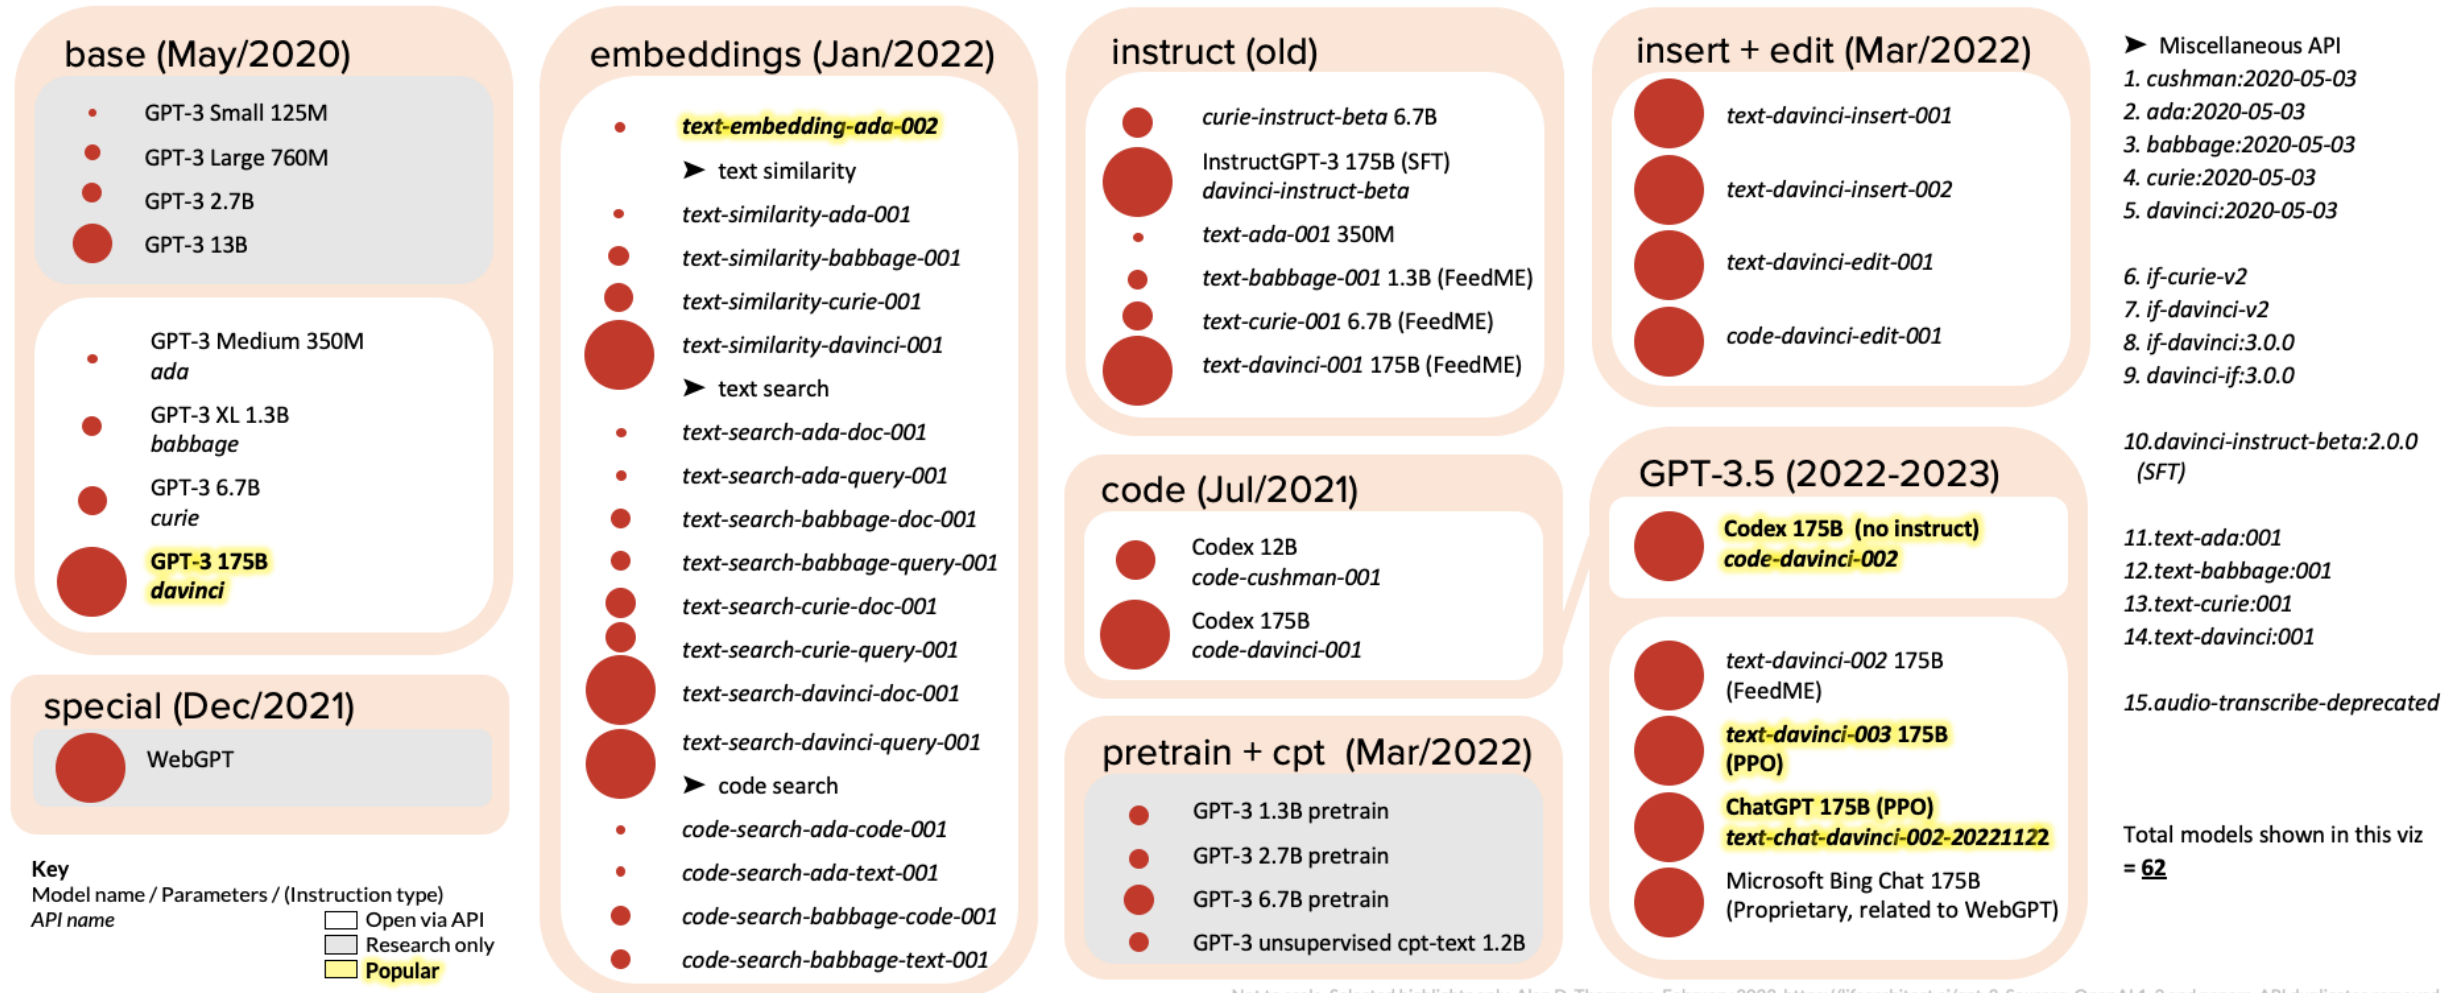 base (May/2020)
GPT-3 Small 125M
GPT-3 Large 760M
GPT-3 2.7B
GPT-3 13B
GPT-3 Medium 350M
ada
GPT-3 XL 1.3B
babbage
GPT-3 6.7B
curie
GPT-3 175B
davinci
special (Dec/2021)
WebGPT
Key
Model name / Parameters / (Instruction type)
API name
Open via API
Research only
Popular
embeddings (Jan/2022)
text-embedding-ada-002
➤ text similarity
text-similarity-ada-001
text-similarity-babbage-001
text-similarity-curie-001
text-similarity-davinci-001
➤ text search
text-search-ada-doc-001
text-search-ada-query-001
text-search-babbage-doc-001
text-search-babbage-query-001
text-search-curie-doc-001
text-search-curie-query-001
text-search-davinci-doc-001
text-search-davinci-query-001
➤ code search
code-search-ada-code-001
code-search-ada-text-001
code-search-babbage-code-001
code-search-babbage-text-001
instruct (old)
curie-instruct-beta 6.7B
InstructGPT-3 175B (SFT)
davinci-instruct-beta
text-ada-001 350M
text-babbage-001 1.3B (FeedME)
text-curie-001 6.7B (FeedME)
text-davinci-001 175B (FeedME)
code (Jul/2021)
Codex 12B
code-cushman-001
Codex 175B
code-davinci-001
pretrain + cpt (Mar/2022)
GPT-3 1.3B pretrain
GPT-3 2.7B pretrain
GPT-3 6.7B pretrain
GPT-3 unsupervised cpt-text 1.2B
insert + edit (Mar/2022)
text-davinci-insert-001
text-davinci-insert-002
text-davinci-edit-001
code-davinci-edit-001
GPT-3.5 (2022-2023)
Codex 175B (no instruct)
code-davinci-002
text-davinci-002 175B
(FeedME)
text-davinci-003 175B
(PPO)
ChatGPT 175B (PPO)
text-chat-davinci-002-20221122
Microsoft Bing Chat 175B
(Proprietary, related to WebGPT)
➤ Miscellaneous API
1. cushman:2020-05-03
2. ada:2020-05-03
3. babbage:2020-05-03
4. curie:2020-05-03
5. davinci:2020-05-03
6. if-curie-v2
7. if-davinci-v2
8. if-davinci:3.0.0
9. davinci-if:3.0.0
10.davinci-instruct-beta:2.0.0
(SFT)
11.text-ada:001
12.text-babbage:001
13.text-curie:001
14.text-davinci:001
15.audio-transcribe-deprecated
Total models shown in this viz
= 62